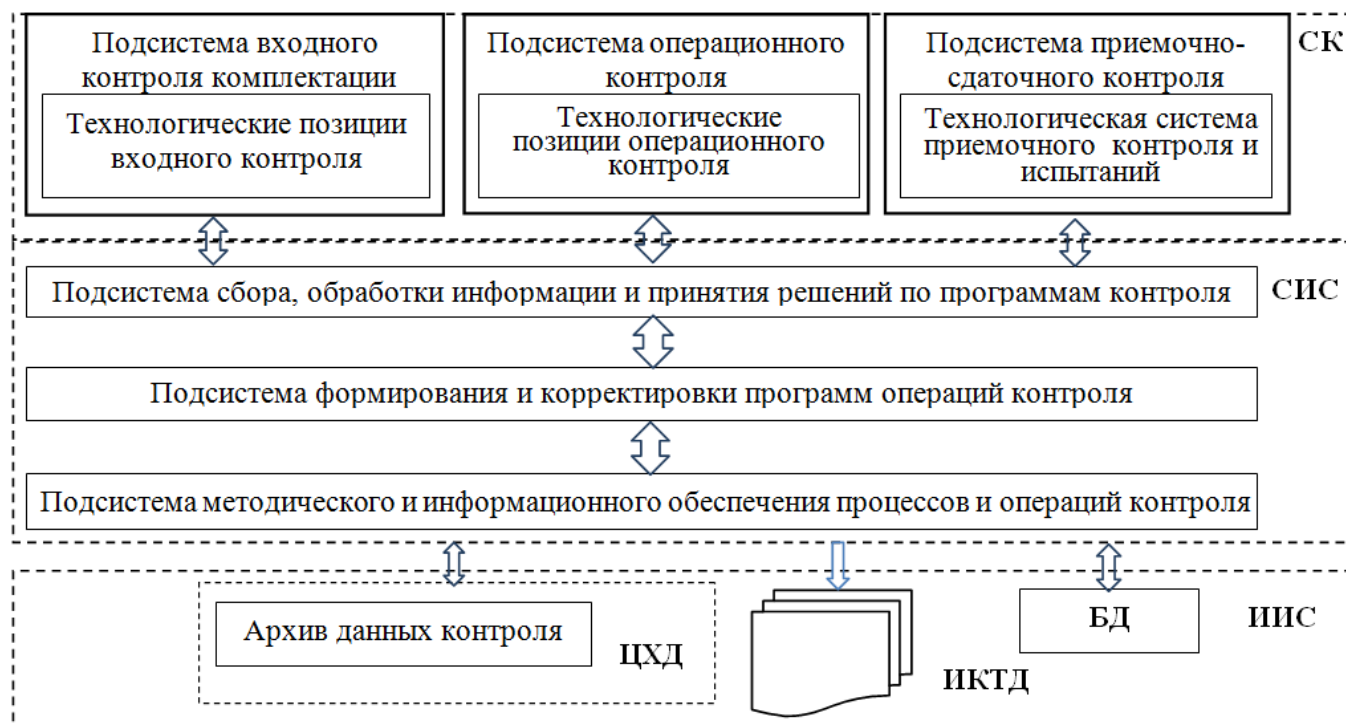 Подсистема входного
контроля комплектации
Технологические позиции
входного контроля
Подсистема операционного
контроля
Технологические
позиции операционного
контроля
Подсистема приемочно-
сдаточного контроля
Технологическая система
приемочного контроля и
испытаний
СК
Подсистема сбора, обработки информации и принятия решений по программам контроля
СИС
Подсистема формирования и корректировки программ операций контроля
Подсистема методического и информационного обеспечения процессов и операций контроля
Архив данных контроля
ЦХД
ИКТД
БД
ИИС